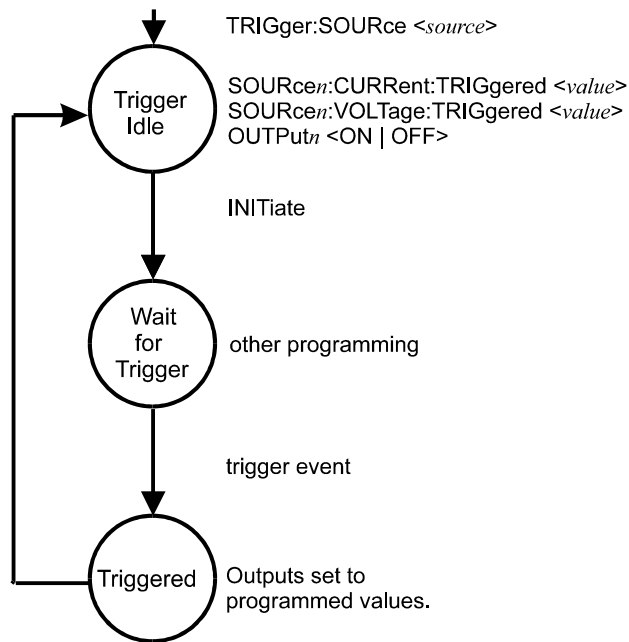 TRIGger:SOURce <source>
Trigger
Idle
SOURcen:CURRent:TRIGgered <value>
SOURcen:VOLTage:TRIGgered <value>
OUTPutn <ON | OFF>
INITiate
Wait
for
Trigger
other programming
trigger event
Triggered
Outputs set to
programmed values.